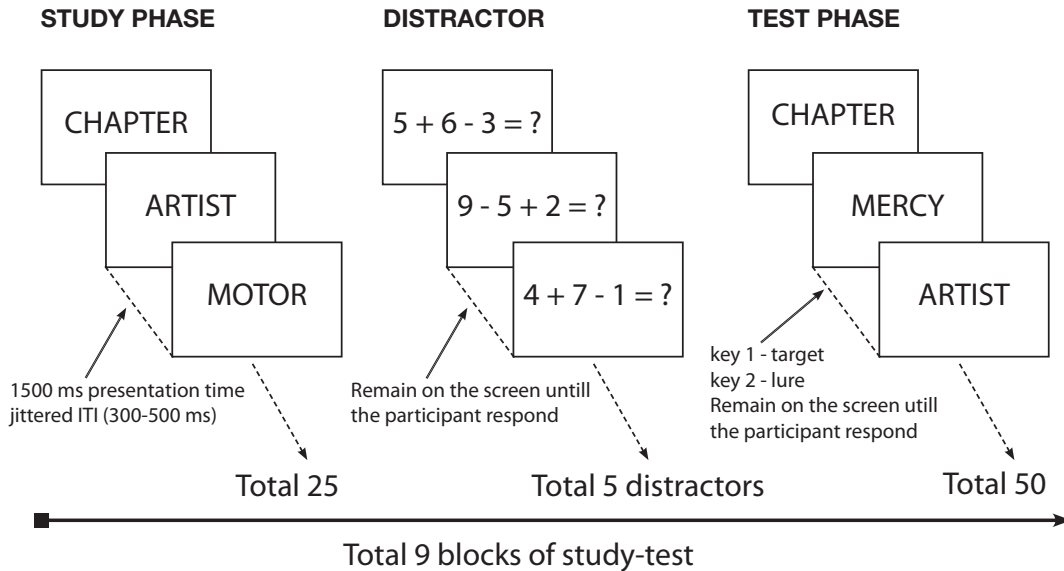 STUDY PHASE
DISTRACTOR
TEST PHASE
CHAPTER
ARTIST
MOTOR
1500 ms presentation time
jittered ITI (300-500 ms)
Total 25
5 + 6 - 3 = ?
9 - 5 + 2 = ?
4 + 7 - 1 = ?
Remain on the screen untill
the participant respond
Total 5 distractors
CHAPTER
MERCY
ARTIST
key 1 - target
key 2 - lure
Remain on the screen utill
the participant respond
Total 50
Total 9 blocks of study-test